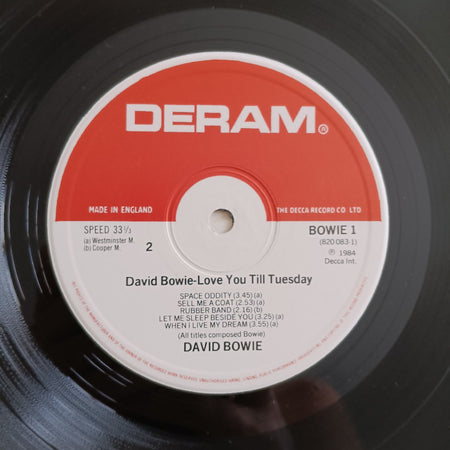 DERAM®
MADE IN ENGLAND
THE DECCA RECORD CO. LTD.
SPEED 33⅓
BOWIE 1
(a) Westminster M.
(820 083-1)
(b) Cooper M.
2
℗ 1984
Decca Int.
David Bowie-Love You Till Tuesday
SPACE ODDITY (3.45) (a)
SELL ME A COAT (2.53) (a)
RUBBER BAND (2.16) (b)
LET ME SLEEP BESIDE YOU (3.25) (a)
WHEN I LIVE MY DREAM (3.55) (a)
(All titles composed Bowie)
DAVID BOWIE